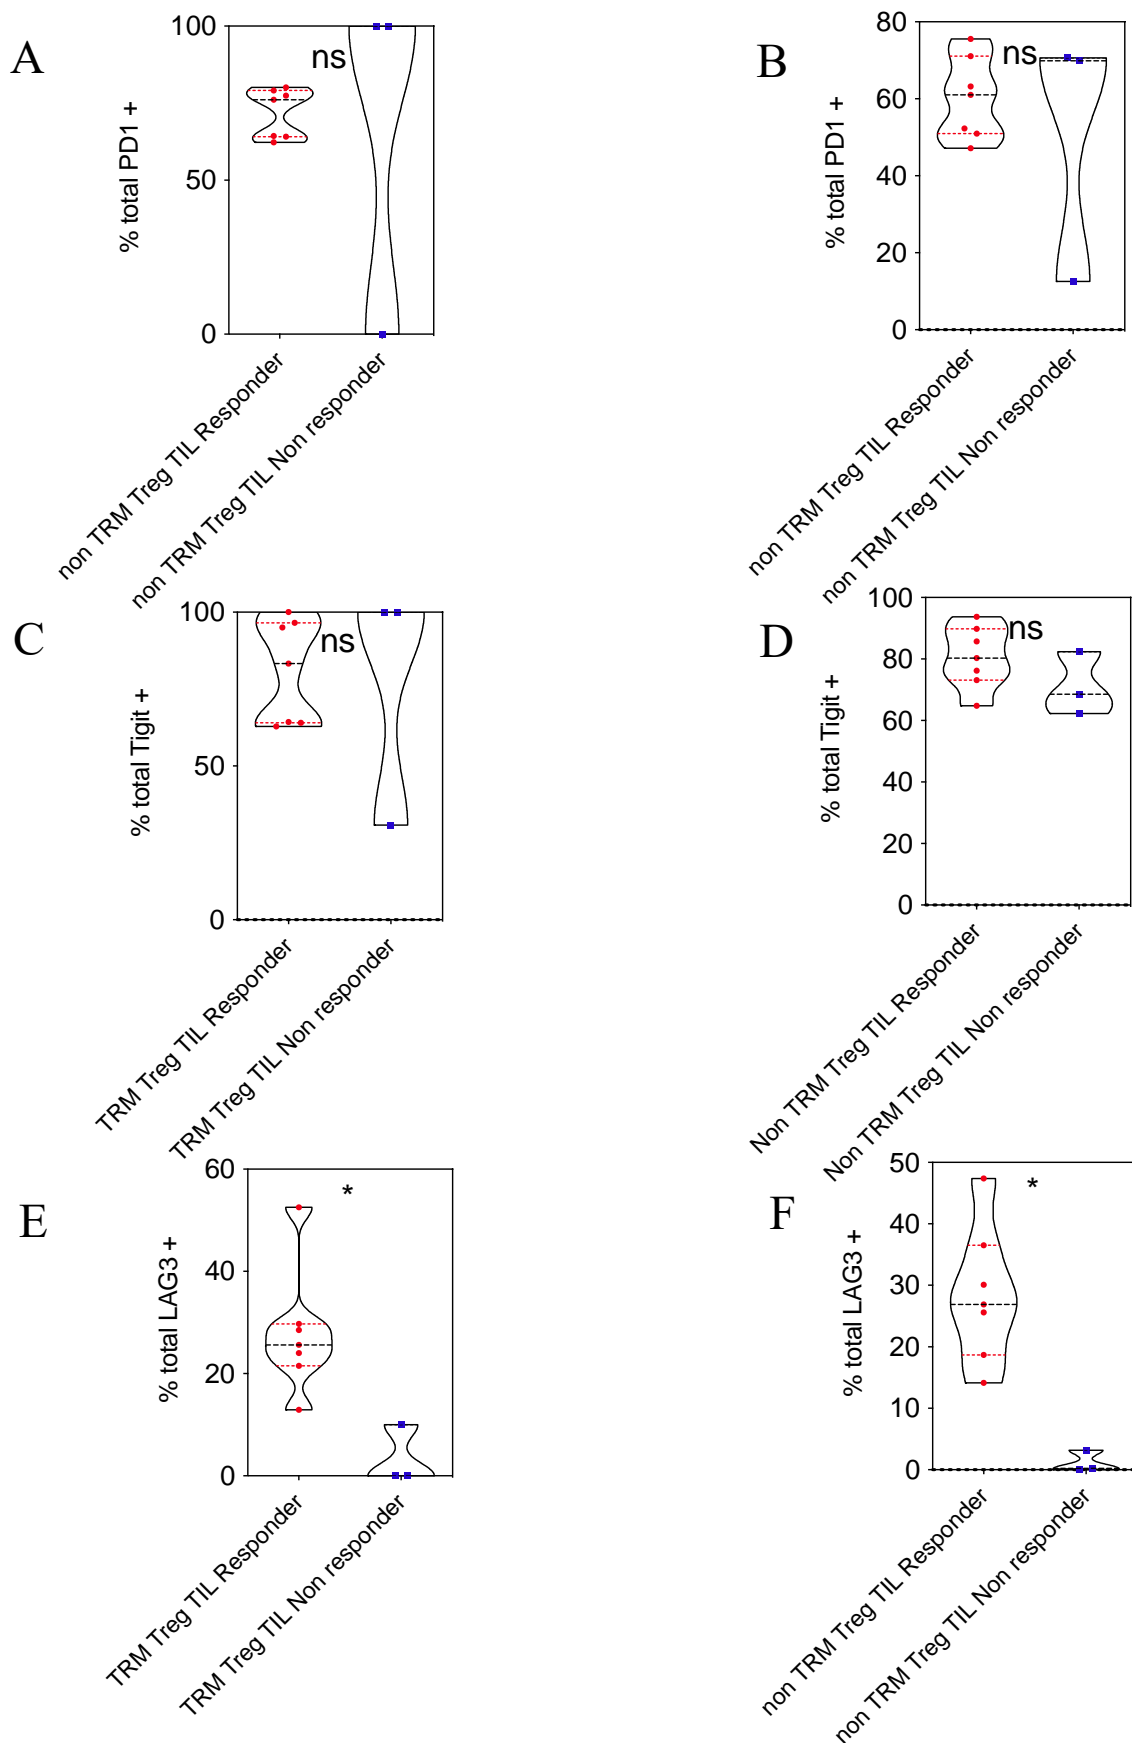 A
% total PD1 +
100
50
0
ns
non TRM Treg TIL Responder
non TRM Treg TIL Non responder
B
% total PD1 +
80
60
40
20
0
ns
non TRM Treg TIL Responder
non TRM Treg TIL Non responder
C
% total Tigit +
100
50
0
ns
TRM Treg TIL Responder
TRM Treg TIL Non responder
D
% total Tigit +
100
80
60
40
20
0
ns
Non TRM Treg TIL Responder
Non TRM Treg TIL Non responder
E
% total LAG3 +
60
40
20
0
*
TRM Treg TIL Responder
TRM Treg TIL Non responder
F
% total LAG3 +
50
40
30
20
10
0
*
non TRM Treg TIL Responder
non TRM Treg TIL Non responder